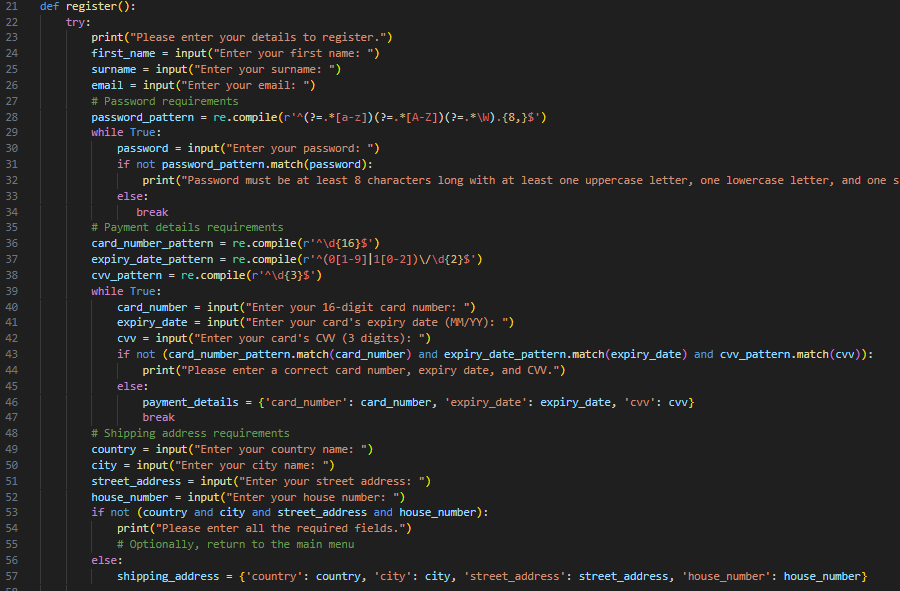 21 def register():
22     try:
23         print("Please enter your details to register.")
24         first_name = input("Enter your first name: ")
25         surname = input("Enter your surname: ")
26         email = input("Enter your email: ")
27         # Password requirements
28         password_pattern = re.compile(r'^(?=.*[a-z])(?=.*[A-Z])(?=.*\W).{8,}$')
29         while True:
30             password = input("Enter your password: ")
31             if not password_pattern.match(password):
32                 print("Password must be at least 8 characters long with at least one uppercase letter, one lowercase letter, and one s
33             else:
34                break
35         # Payment details requirements
36         card_number_pattern = re.compile(r'^\d{16}$')
37         expiry_date_pattern = re.compile(r'^(0[1-9]|1[0-2])\/\d{2}$')
38         cvv_pattern = re.compile(r'^\d{3}$')
39         while True:
40             card_number = input("Enter your 16-digit card number: ")
41             expiry_date = input("Enter your card's expiry date (MM/YY): ")
42             cvv = input("Enter your card's CVV (3 digits): ")
43             if not (card_number_pattern.match(card_number) and expiry_date_pattern.match(expiry_date) and cvv_pattern.match(cvv)):
44                 print("Please enter a correct card number, expiry date, and CVV.")
45             else:
46                 payment_details = {'card_number': card_number, 'expiry_date': expiry_date, 'cvv': cvv}
47                 break
48         # Shipping address requirements
49         country = input("Enter your country name: ")
50         city = input("Enter your city name: ")
51         street_address = input("Enter your street address: ")
52         house_number = input("Enter your house number: ")
53         if not (country and city and street_address and house_number):
54             print("Please enter all the required fields.")
55             # Optionally, return to the main menu
56         else:
57             shipping_address = {'country': country, 'city': city, 'street_address': street_address, 'house_number': house_number}